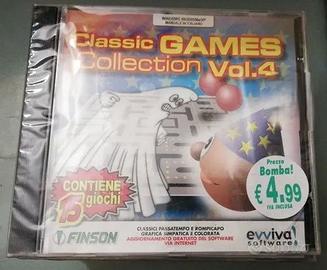 WINDOWS 95/98/2000/Me/XP
MANUALE IN ITALIANO
Classic GAMES
Collection Vol.4
CONTIENE
15 giochi
Prezzo
Bomba!
€ 4,99
IVA INCLUSA
FINSON
CLASSICI PASSATEMPO E ROMPICAPO
GRAFICA SIMPATICA E COLORATA
AGGIORNAMENTO GRATUITO DEL SOFTWARE
VIA INTERNET
evviva
software